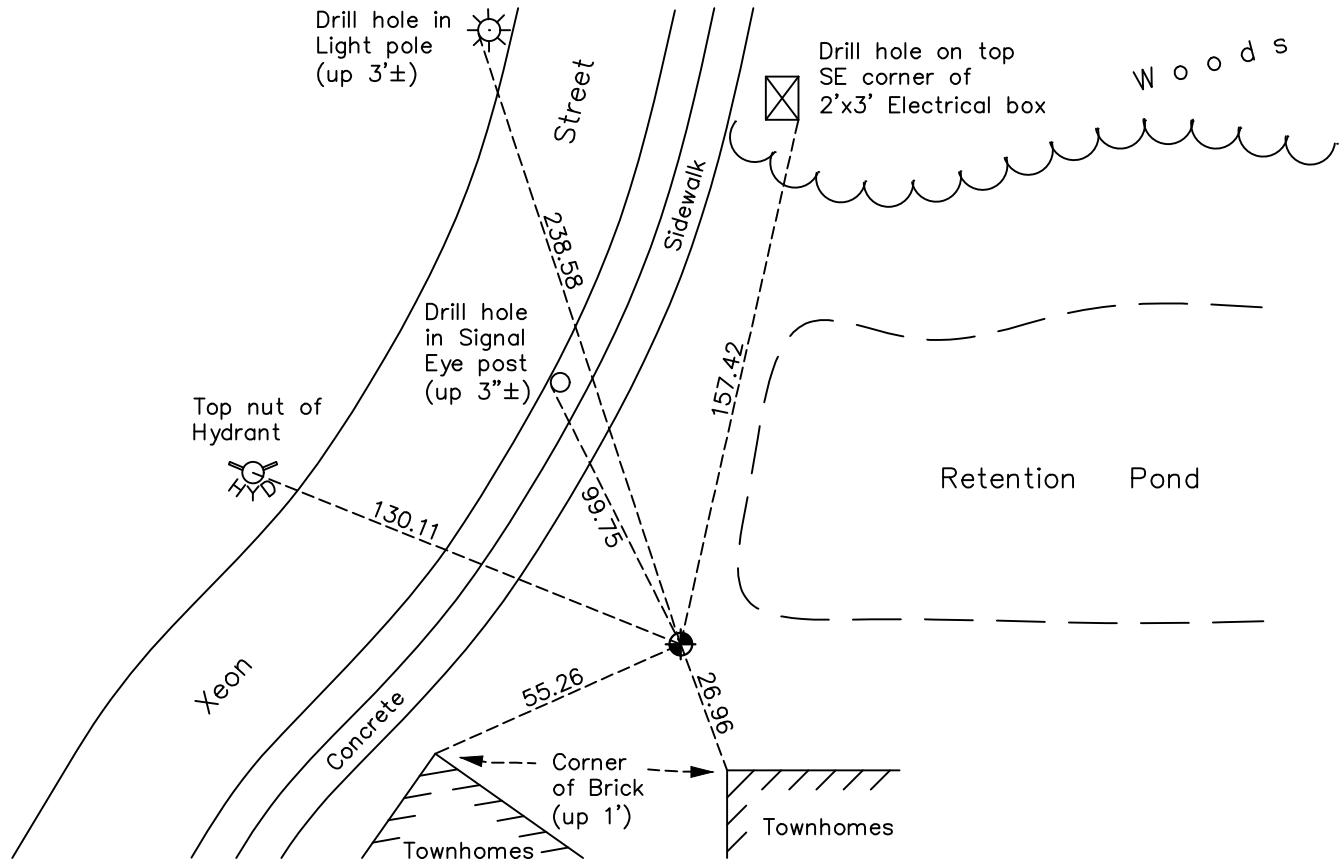 Drill hole in
Light pole
(up 3'±)
Street
Drill hole on top
SE corner of
2'x3' Electrical box
Woods
Sidewalk
238.58
Drill hole
in Signal
Eye post
(up 3"±)
157.42
Top nut of
Hydrant
HYD
130.11
99.75
Retention Pond
Xeon
55.26
26.96
Concrete
Corner
of Brick
(up 1')
Townhomes
Townhomes